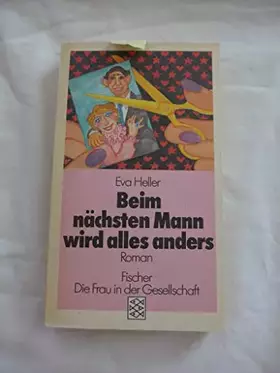 Eva Heller
Beim
nächsten Mann
wird alles anders
Roman
Fischer
Die Frau in der Gesellschaft